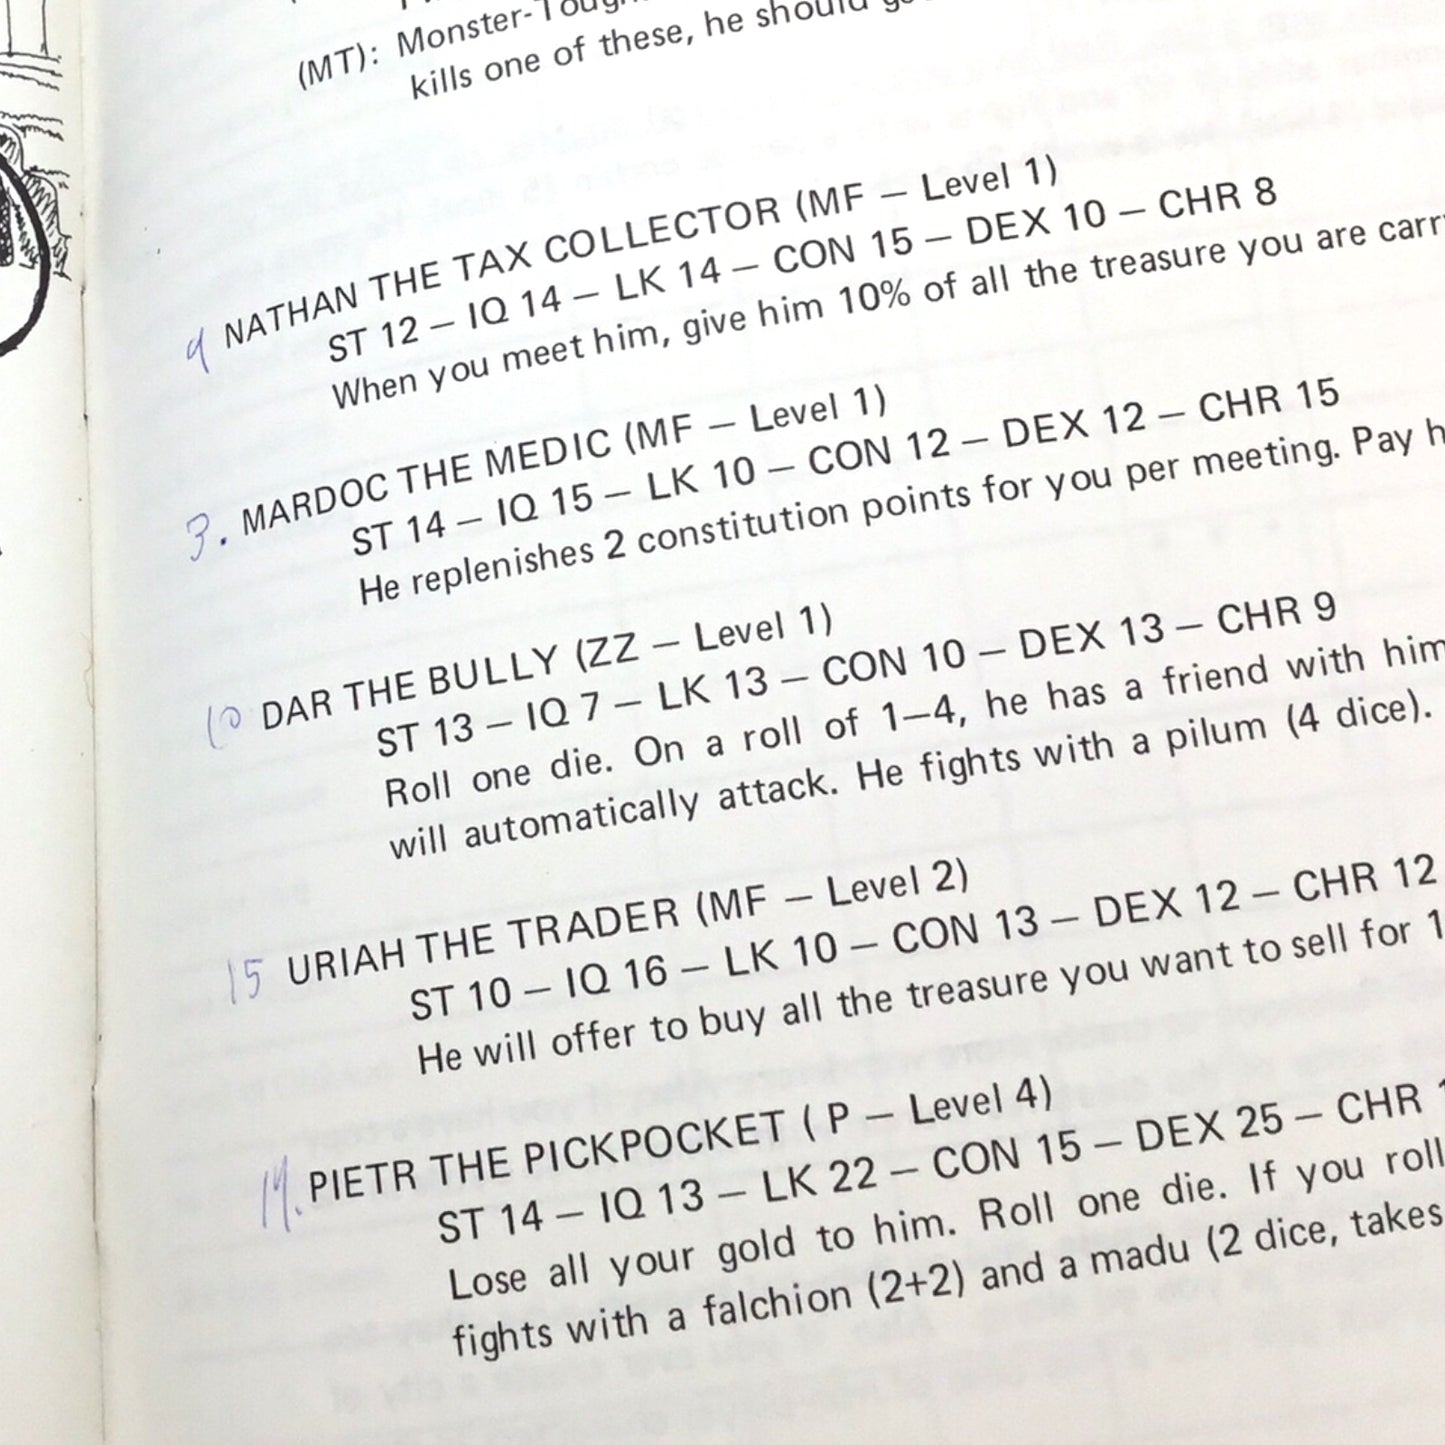 (MT): Monster-
kills one of these, he should
9 NATHAN THE TAX COLLECTOR (MF — Level 1)
ST 12 — IQ 14 — LK 14 — CON 15 — DEX 10 — CHR 8
When you meet him, give him 10% of all the treasure you are carr
3. MARDOC THE MEDIC (MF — Level 1)
ST 14 — IQ 15 — LK 10 — CON 12 — DEX 12 — CHR 15
He replenishes 2 constitution points for you per meeting. Pay h
10 DAR THE BULLY (ZZ — Level 1)
ST 13 — IQ 7 — LK 13 — CON 10 — DEX 13 — CHR 9
Roll one die. On a roll of 1–4, he has a friend with him
will automatically attack. He fights with a pilum (4 dice).
15 URIAH THE TRADER (MF — Level 2)
ST 10 — IQ 16 — LK 10 — CON 13 — DEX 12 — CHR 12
He will offer to buy all the treasure you want to sell for 1
PIETR THE PICKPOCKET ( P — Level 4)
ST 14 — IQ 13 — LK 22 — CON 15 — DEX 25 — CHR 1
Lose all your gold to him. Roll one die. If you roll
fights with a falchion (2+2) and a madu (2 dice, takes